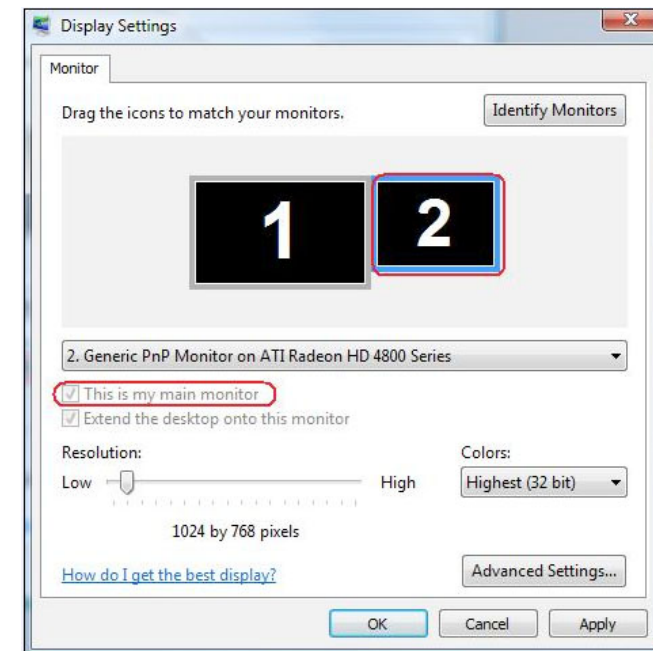 Display Settings
Monitor
Drag the icons to match your monitors.
Identify Monitors
1
2
2. Generic PnP Monitor on ATI Radeon HD 4800 Series
This is my main monitor
Extend the desktop onto this monitor
Resolution:
Colors:
Low
High
Highest (32 bit)
1024 by 768 pixels
How do I get the best display?
Advanced Settings...
OK
Cancel
Apply